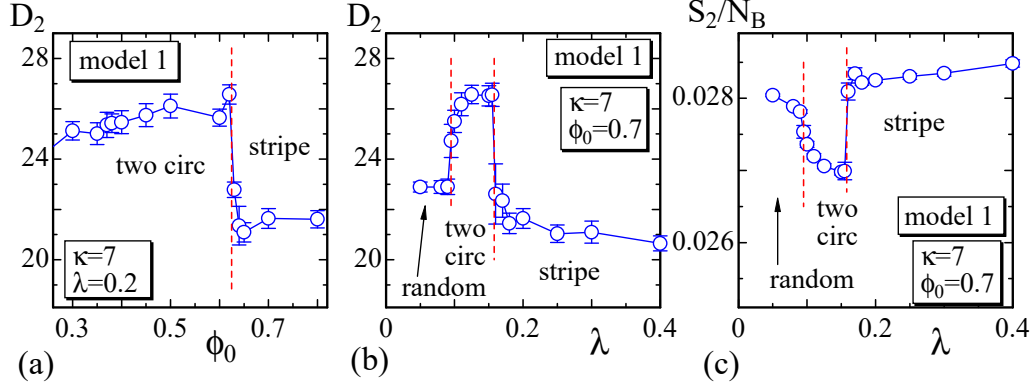 D₂
28
26
24
22
20
model 1
two circ
stripe
κ=7
λ=0.2
0.3
0.5
0.7
(a)
ϕ₀
D₂
28
24
20
model 1
κ=7
ϕ₀=0.7
two
circ
random
stripe
0
0.2
0.4
(b)
λ
S₂/N_B
0.028
0.026
stripe
two
circ
random
model 1
κ=7
ϕ₀=0.7
0
0.2
0.4
(c)
λ